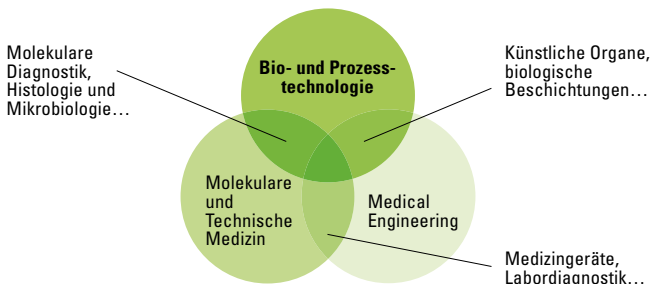 Molekulare
Diagnostik,
Histologie und
Mikrobiologie…
Bio- und Prozess-
technologie
Künstliche Organe,
biologische
Beschichtungen…
Molekulare
und
Technische
Medizin
Medical
Engineering
Medizingeräte,
Labordiagnostik…